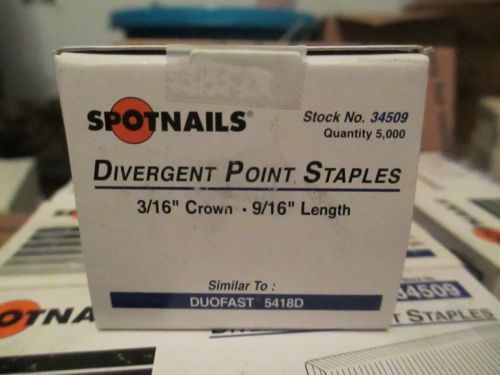 SPOTNAILS®
Stock No. 34509
Quantity 5,000
DIVERGENT POINT STAPLES
3/16" Crown · 9/16" Length
Similar To :
DUOFAST 5418D
34509
SPOTNA
STAPLES